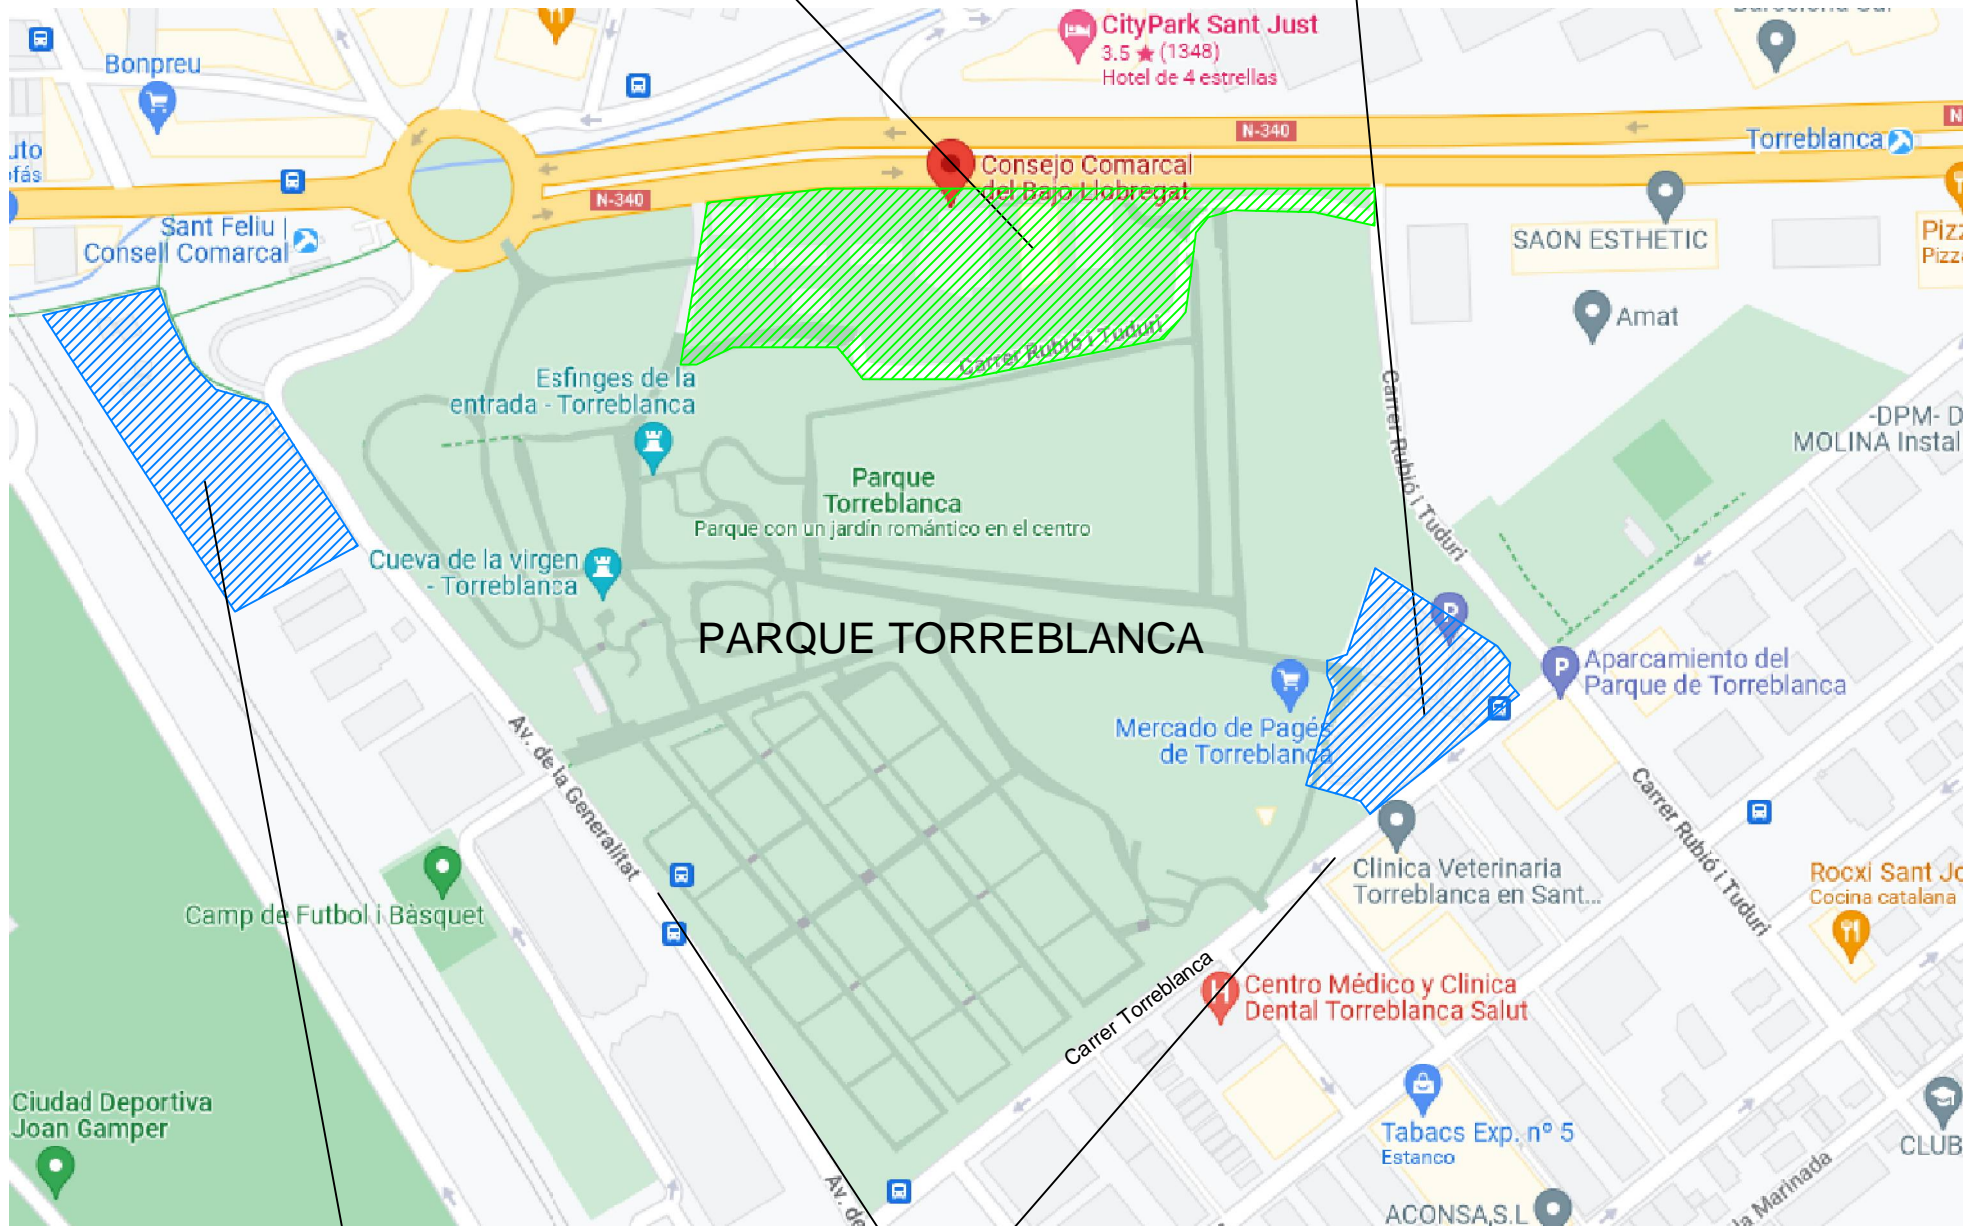 CityPark Sant Just
3.5 ★ (1348)
Hotel de 4 estrellas
Bonpreu
N-340
N-340
Torreblanca
Consejo Comarcal
del Bajo Llobregat
Sant Feliu |
Consell Comarcal
SAON ESTHETIC
Amat
Carrer Rubió i Tudurí
Esfinges de la
entrada - Torreblanca
Carrer Rubió i Tudurí
-DPM- D
MOLINA Instal
Parque
Torreblanca
Parque con un jardín romántico en el centro
Cueva de la virgen
- Torreblansa
PARQUE TORREBLANCA
P
P
Aparcamiento del
Parque de Torreblanca
Mercado de Pagés
de Torreblanca
Av. de la Generalitat
Carrer Rubió i Tudurí
Clinica Veterinaria
Torreblanca en Sant...
Rocxi Sant Jo
Cocina catalana
Camp de Futbol i Bàsquet
Carrer Torreblanca
H
Centro Médico y Clinica
Dental Torreblanca Salut
Ciudad Deportiva
Joan Gamper
Tabacs Exp. nº 5
Estanco
CLUB
Av. de
ACONSA,S.L
la Marinada